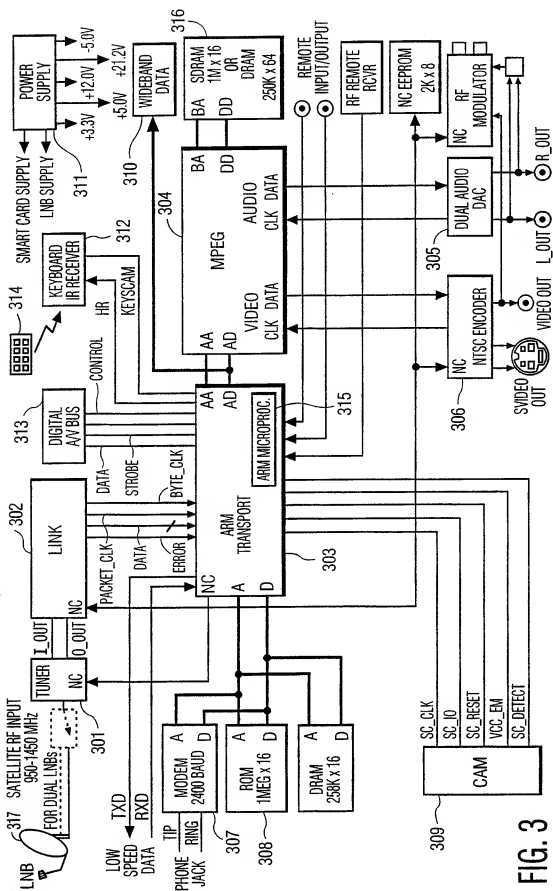 317
LNB
SATELLITE RF INPUT
950-1450 MHz
FOR DUAL LNBs
301
TUNER
NC
I_OUT
Q_OUT
302
LINK
NC
PACKET_CLK
DATA
ERROR
BYTE_CLK
313
DIGITAL
A/V BUS
DATA
STROBE
CONTROL
314
KEYBOARD
IR RECEIVER
312
HR
KEYSCAM
SMART CARD SUPPLY
LNB SUPPLY
311
POWER
SUPPLY
+3.3V
+5.0V
+12.0V
+21.2V
-5.0V
310
WIDEBAND
DATA
316
SDRAM
1M x 16
OR
DRAM
250K x 64
BA
DD
304
BA
DD
MPEG
AA
AD
VIDEO
CLK
DATA
AUDIO
CLK
DATA
REMOTE
INPUT/OUTPUT
RF REMOTE
RCVR
NC EEPROM
2K x 8
NC
RF
MODULATOR
305
DUAL AUDIO
DAC
R_OUT
L_OUT
306
NC
NTSC ENCODER
VIDEO OUT
SVIDEO
OUT
AA
AD
ARM MICROPROC.
315
ARM
TRANSPORT
303
NC
A
D
LOW
SPEED
DATA
TXD
RXD
PHONE
JACK
TIP
RING
307
MODEM
2400 BAUD
A
D
308
ROM
1MEG x 16
A
D
DRAM
258K x 16
A
D
309
CAM
SC_CLK
SC_IO
SC_RESET
VCC_EM
SC_DETECT
FIG. 3